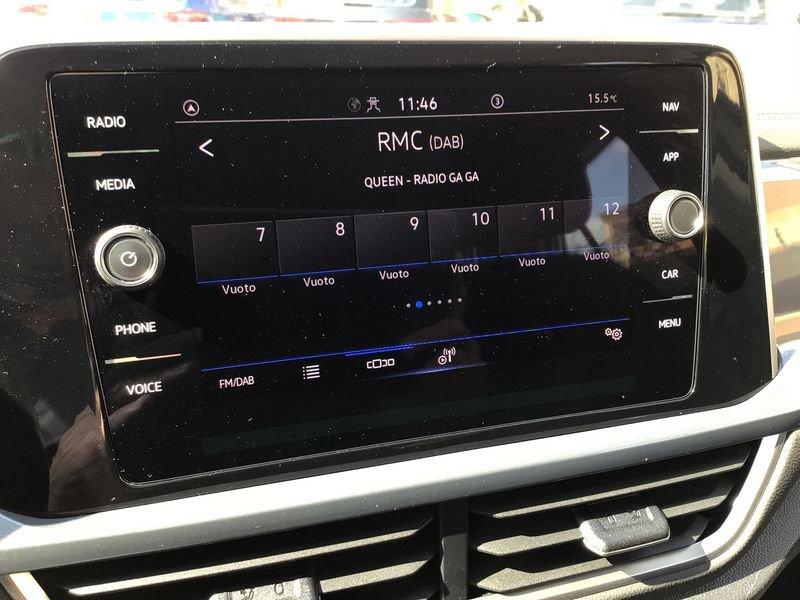 RADIO
MEDIA
PHONE
VOICE
11:46
3
15.5°C
RMC (DAB)
QUEEN - RADIO GA GA
7 8 9 10 11 12
Vuoto Vuoto Vuoto Vuoto Vuoto Vuoto
FM/DAB
NAV
APP
CAR
MENU